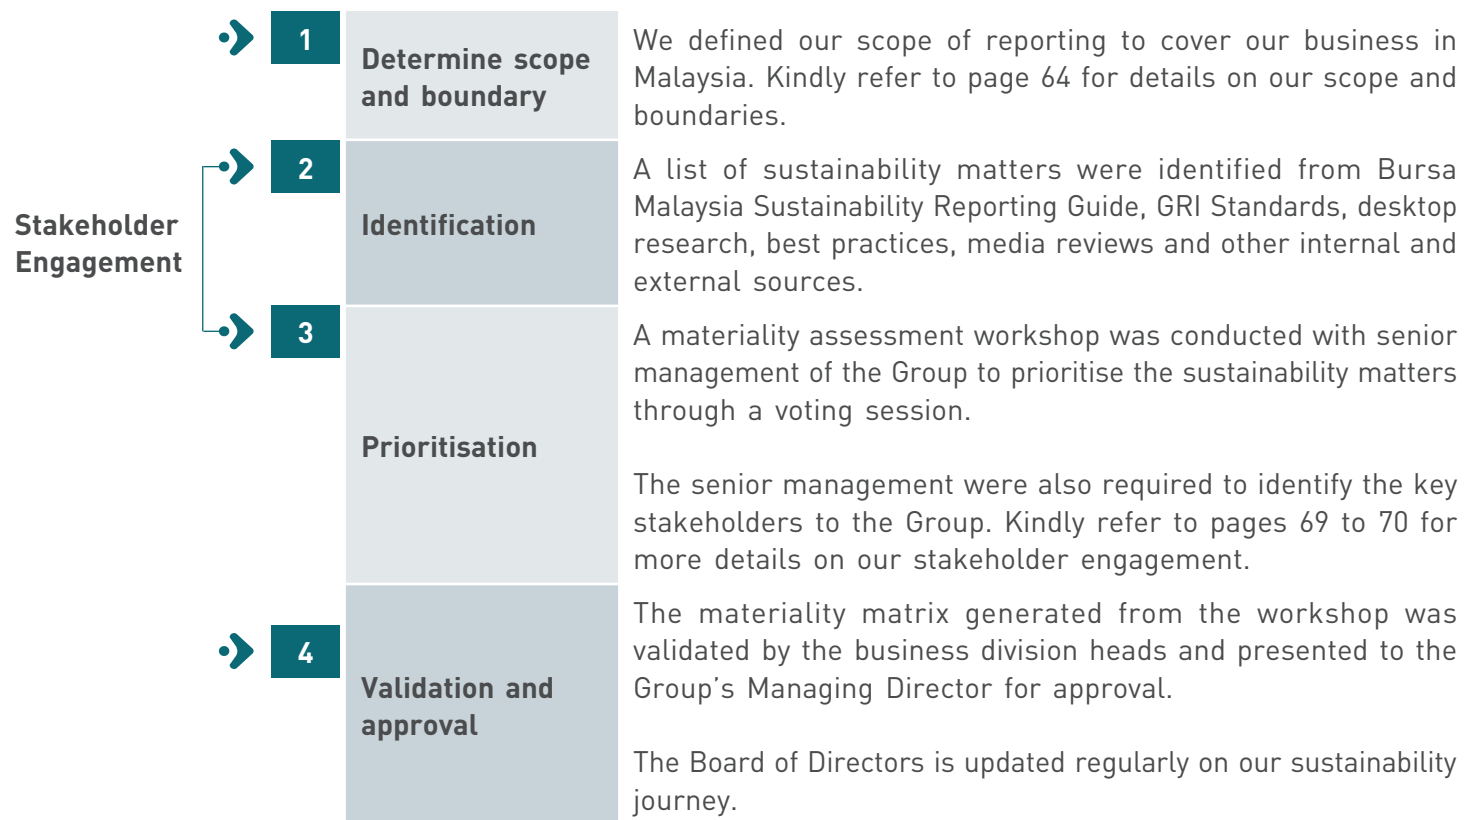 1
Determine scope
and boundary
We defined our scope of reporting to cover our business in
Malaysia. Kindly refer to page 64 for details on our scope and
boundaries.
Stakeholder
Engagement
2
Identification
A list of sustainability matters were identified from Bursa
Malaysia Sustainability Reporting Guide, GRI Standards, desktop
research, best practices, media reviews and other internal and
external sources.
3
Prioritisation
A materiality assessment workshop was conducted with senior
management of the Group to prioritise the sustainability matters
through a voting session.
The senior management were also required to identify the key
stakeholders to the Group. Kindly refer to pages 69 to 70 for
more details on our stakeholder engagement.
4
Validation and
approval
The materiality matrix generated from the workshop was
validated by the business division heads and presented to the
Group’s Managing Director for approval.
The Board of Directors is updated regularly on our sustainability
journey.